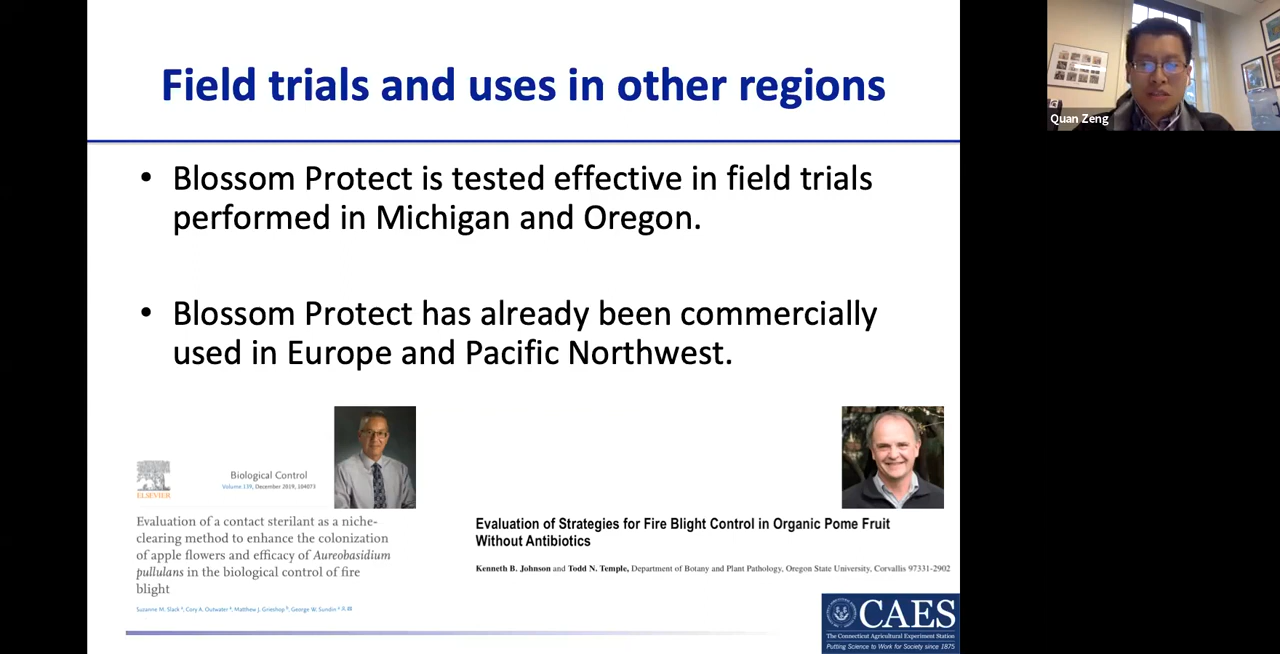 Field trials and uses in other regions
Quan Zeng
• Blossom Protect is tested effective in field trials
performed in Michigan and Oregon.
• Blossom Protect has already been commercially
used in Europe and Pacific Northwest.
ELSEVIER
Biological Control
Volume 139, December 2019, 104073
Evaluation of a contact sterilant as a niche-
clearing method to enhance the colonization
of apple flowers and efficacy of Aureobasidium
pullulans in the biological control of fire
blight
Suzanne M. Slack a, Cory A. Outwater a, Matthew J. Grieshop b, George W. Sundin a
Evaluation of Strategies for Fire Blight Control in Organic Pome Fruit
Without Antibiotics
Kenneth B. Johnson and Todd N. Temple, Department of Botany and Plant Pathology, Oregon State University, Corvallis 97331-2902
CAES
The Connecticut Agricultural Experiment Station
Putting Science to Work for Society since 1875